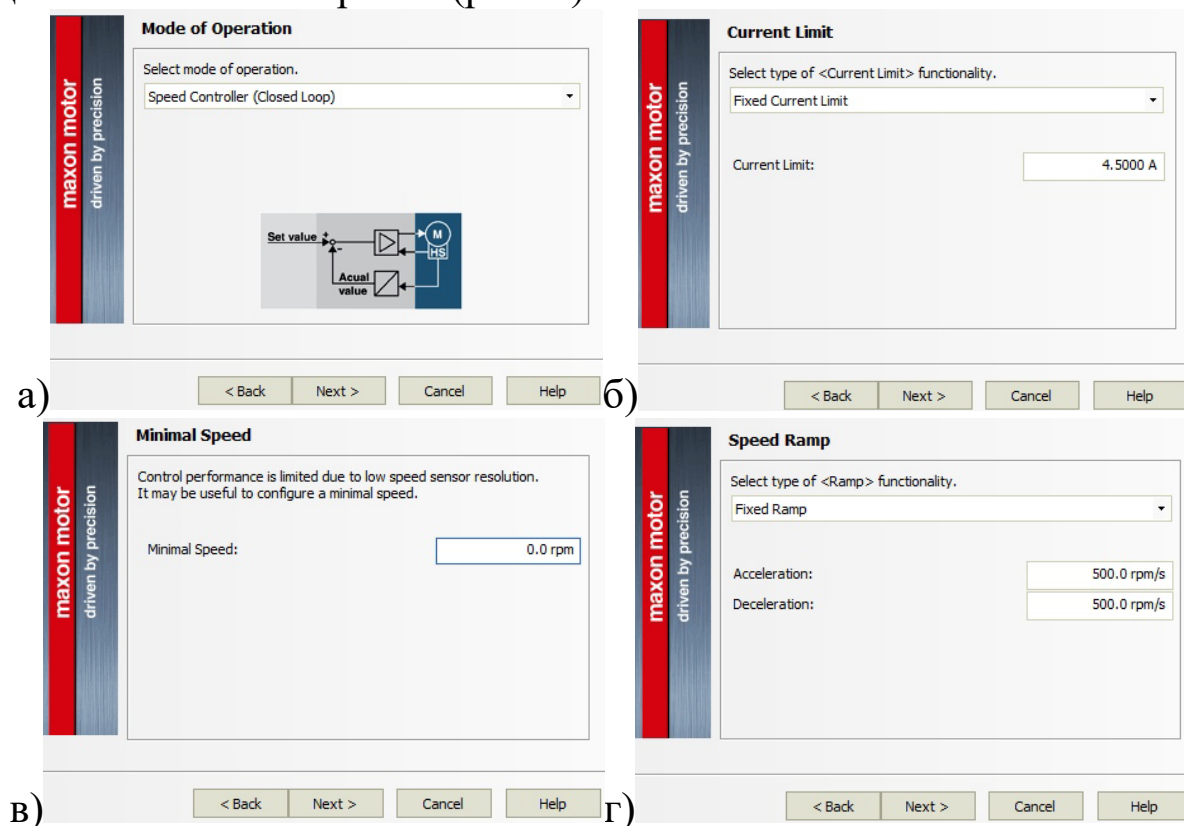 Mode of Operation
Select mode of operation.
Speed Controller (Closed Loop)
Set value
+
-
M
HS
Acual
value
maxon motor
driven by precision
< Back
Next >
Cancel
Help
а)
Current Limit
Select type of <Current Limit> functionality.
Fixed Current Limit
Current Limit:
4.5000 A
maxon motor
driven by precision
< Back
Next >
Cancel
Help
б)
Minimal Speed
Control performance is limited due to low speed sensor resolution.
It may be useful to configure a minimal speed.
Minimal Speed:
0.0 rpm
maxon motor
driven by precision
< Back
Next >
Cancel
Help
в)
Speed Ramp
Select type of <Ramp> functionality.
Fixed Ramp
Acceleration:
500.0 rpm/s
Deceleration:
500.0 rpm/s
maxon motor
driven by precision
< Back
Next >
Cancel
Help
г)